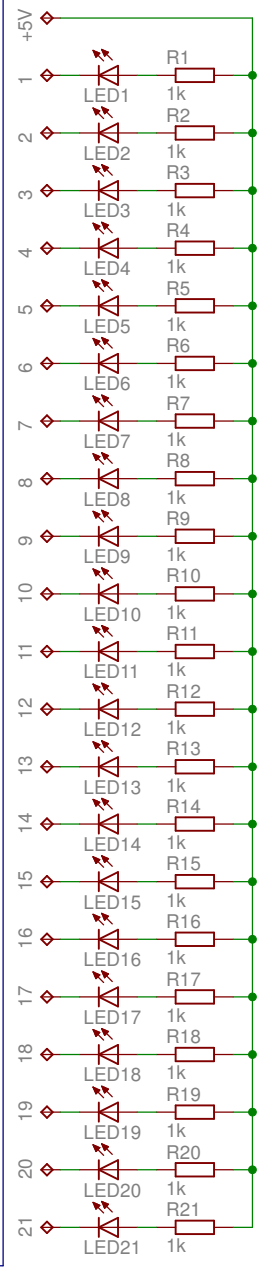 +5V
R1
1
LED1
1k
R2
2
LED2
1k
R3
3
LED3
1k
R4
4
LED4
1k
R5
5
LED5
1k
R6
6
LED6
1k
R7
7
LED7
1k
R8
8
LED8
1k
R9
9
LED9
1k
R10
10
LED10
1k
R11
11
LED11
1k
R12
12
LED12
1k
R13
13
LED13
1k
R14
14
LED14
1k
R15
15
LED15
1k
R16
16
LED16
1k
R17
17
LED17
1k
R18
18
LED18
1k
R19
19
LED19
1k
R20
20
LED20
1k
R21
21
LED21
1k